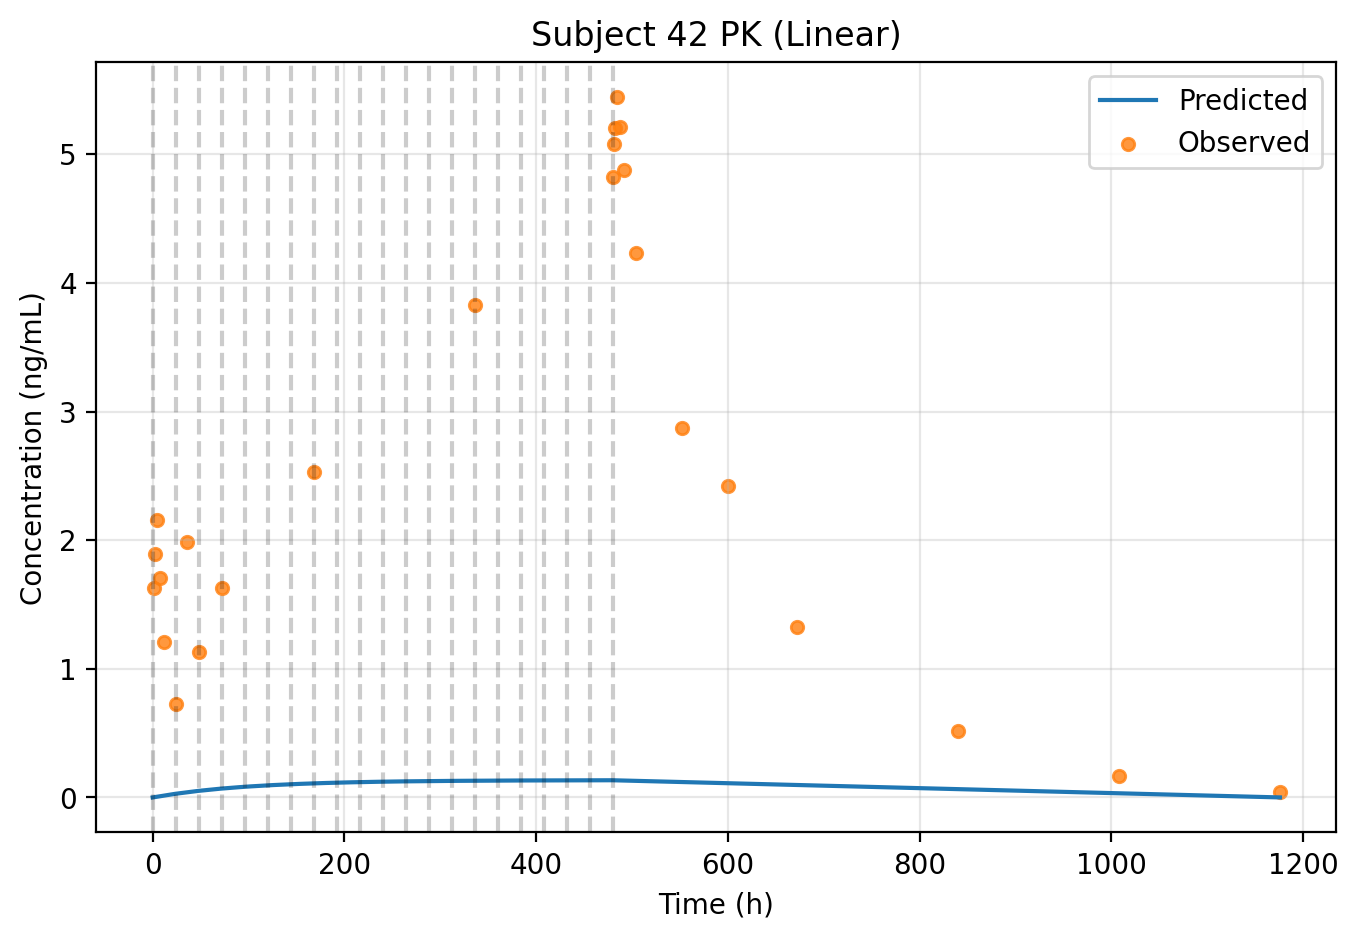 Subject 42 PK (Linear)
Predicted
Observed
Concentration (ng/mL)
5
4
3
2
1
0
0 200 400 600 800 1000 1200
Time (h)